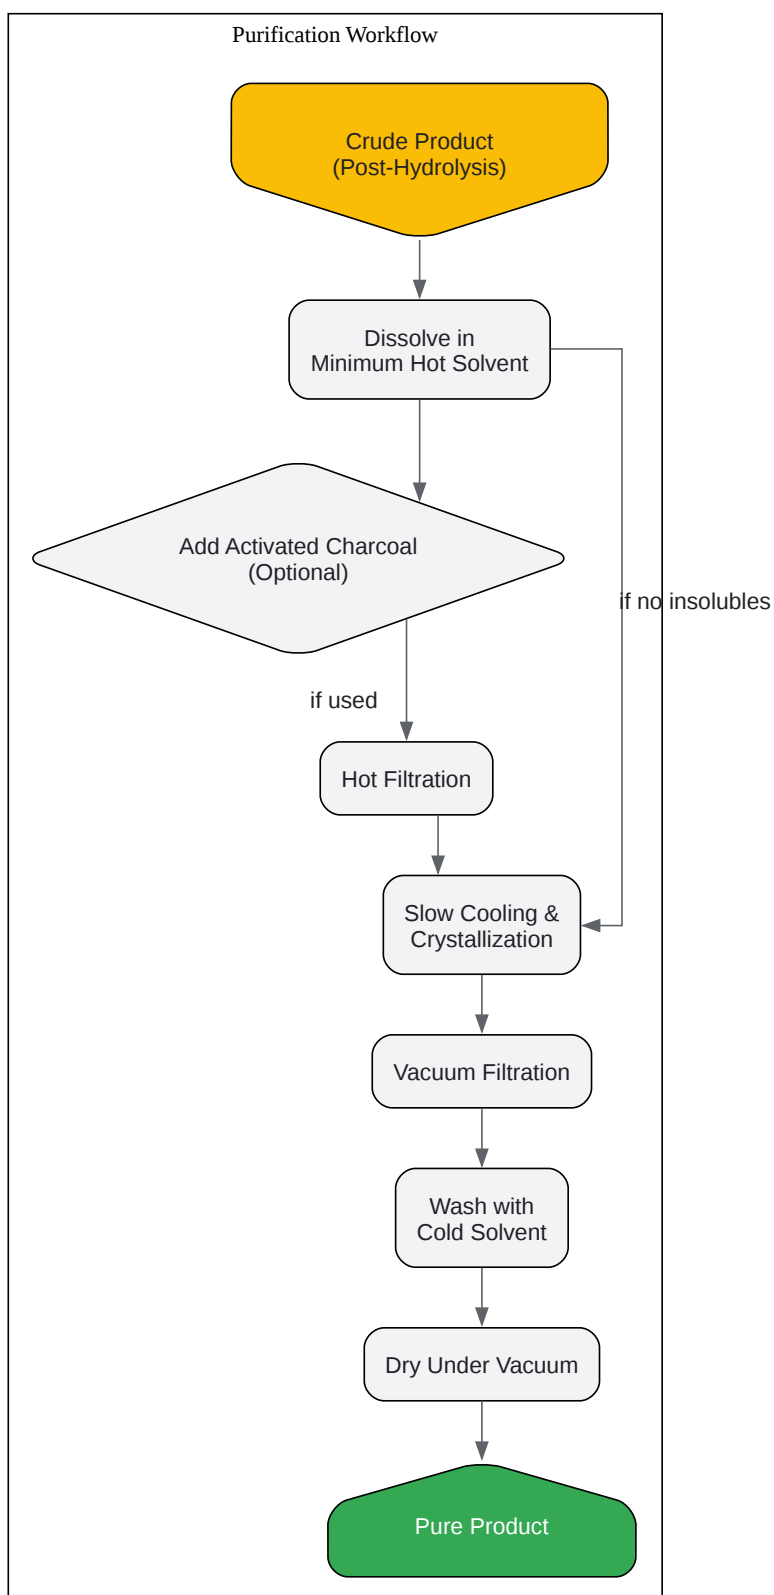 Purification Workflow
Crude Product
(Post-Hydrolysis)
Dissolve in
Minimum Hot Solvent
Add Activated Charcoal
(Optional)
if no insolubles
if used
Hot Filtration
Slow Cooling &
Crystallization
Vacuum Filtration
Wash with
Cold Solvent
Dry Under Vacuum
Pure Product